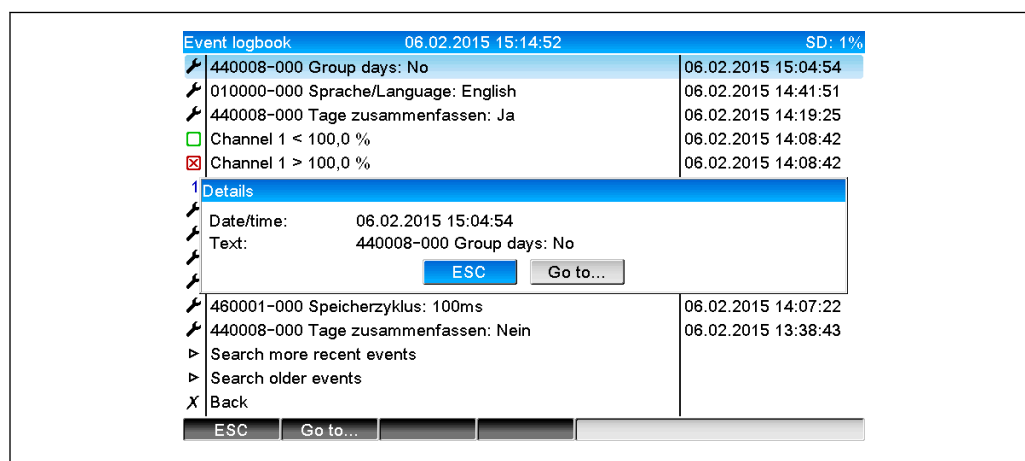 Event logbook 06.02.2015 15:14:52 SD: 1%
440008-000 Group days: No 06.02.2015 15:04:54
010000-000 Sprache/Language: English 06.02.2015 14:41:51
440008-000 Tage zusammenfassen: Ja 06.02.2015 14:19:25
Channel 1 < 100,0 % 06.02.2015 14:08:42
Channel 1 > 100,0 % 06.02.2015 14:08:42
1
Details
Date/time: 06.02.2015 15:04:54
Text: 440008-000 Group days: No
ESC Go to...
460001-000 Speicherzyklus: 100ms 06.02.2015 14:07:22
440008-000 Tage zusammenfassen: Nein 06.02.2015 13:38:43
Search more recent events
Search older events
X Back
ESC Go to...